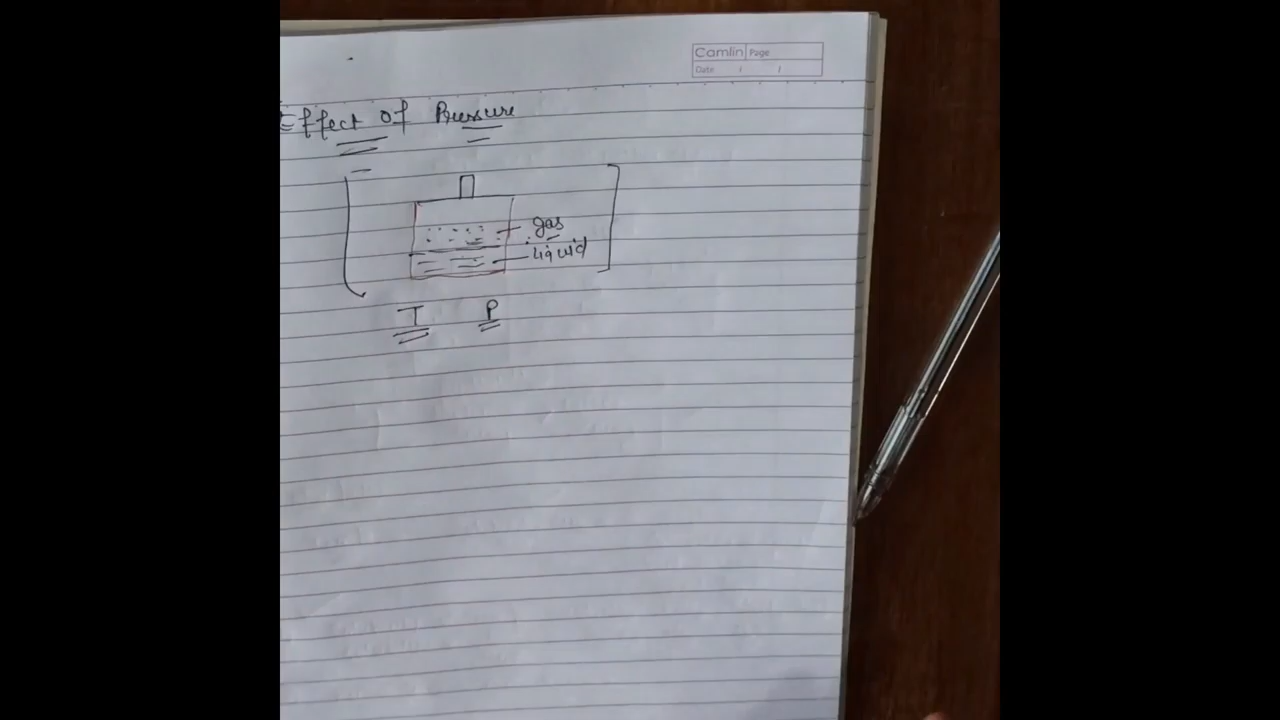 Camlin Page
Date / /
Effect of Pressure
gas
liquid
T P